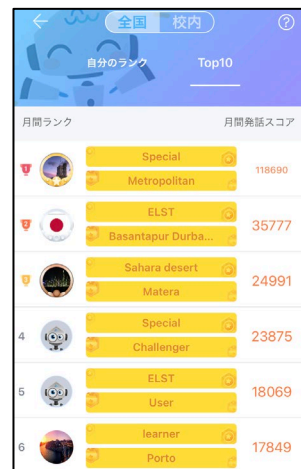 全国 校内
?
自分のランク Top10
月間ランク 月間発話スコア
1
Special
Metropolitan
118690
2
ELST
Basantapur Durba...
35777
3
Sahara desert
Matera
24991
4
Special
Challenger
23875
5
ELST
User
18069
6
learner
Porto
17849